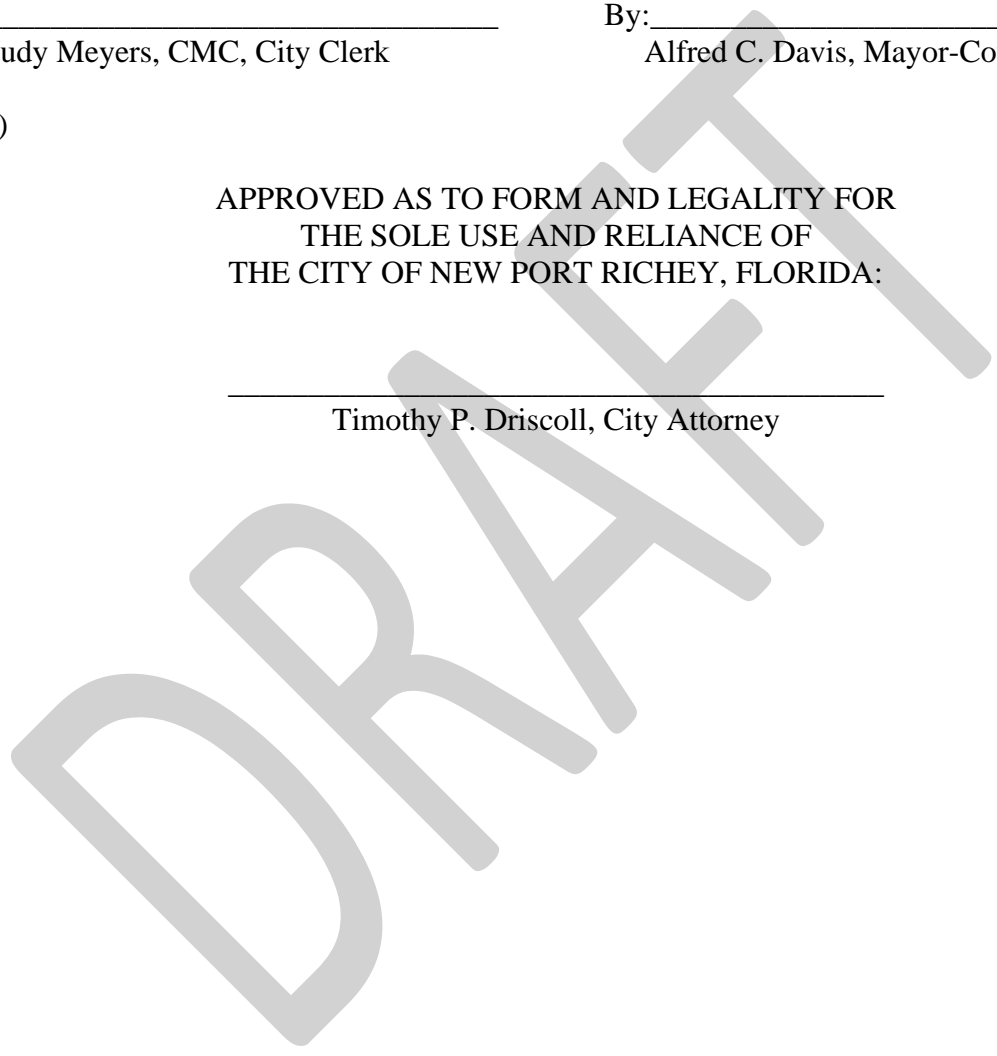 By:
udy Meyers, CMC, City Clerk Alfred C. Davis, Mayor-Co
)
APPROVED AS TO FORM AND LEGALITY FOR
THE SOLE USE AND RELIANCE OF
THE CITY OF NEW PORT RICHEY, FLORIDA:
Timothy P. Driscoll, City Attorney
DRAFT